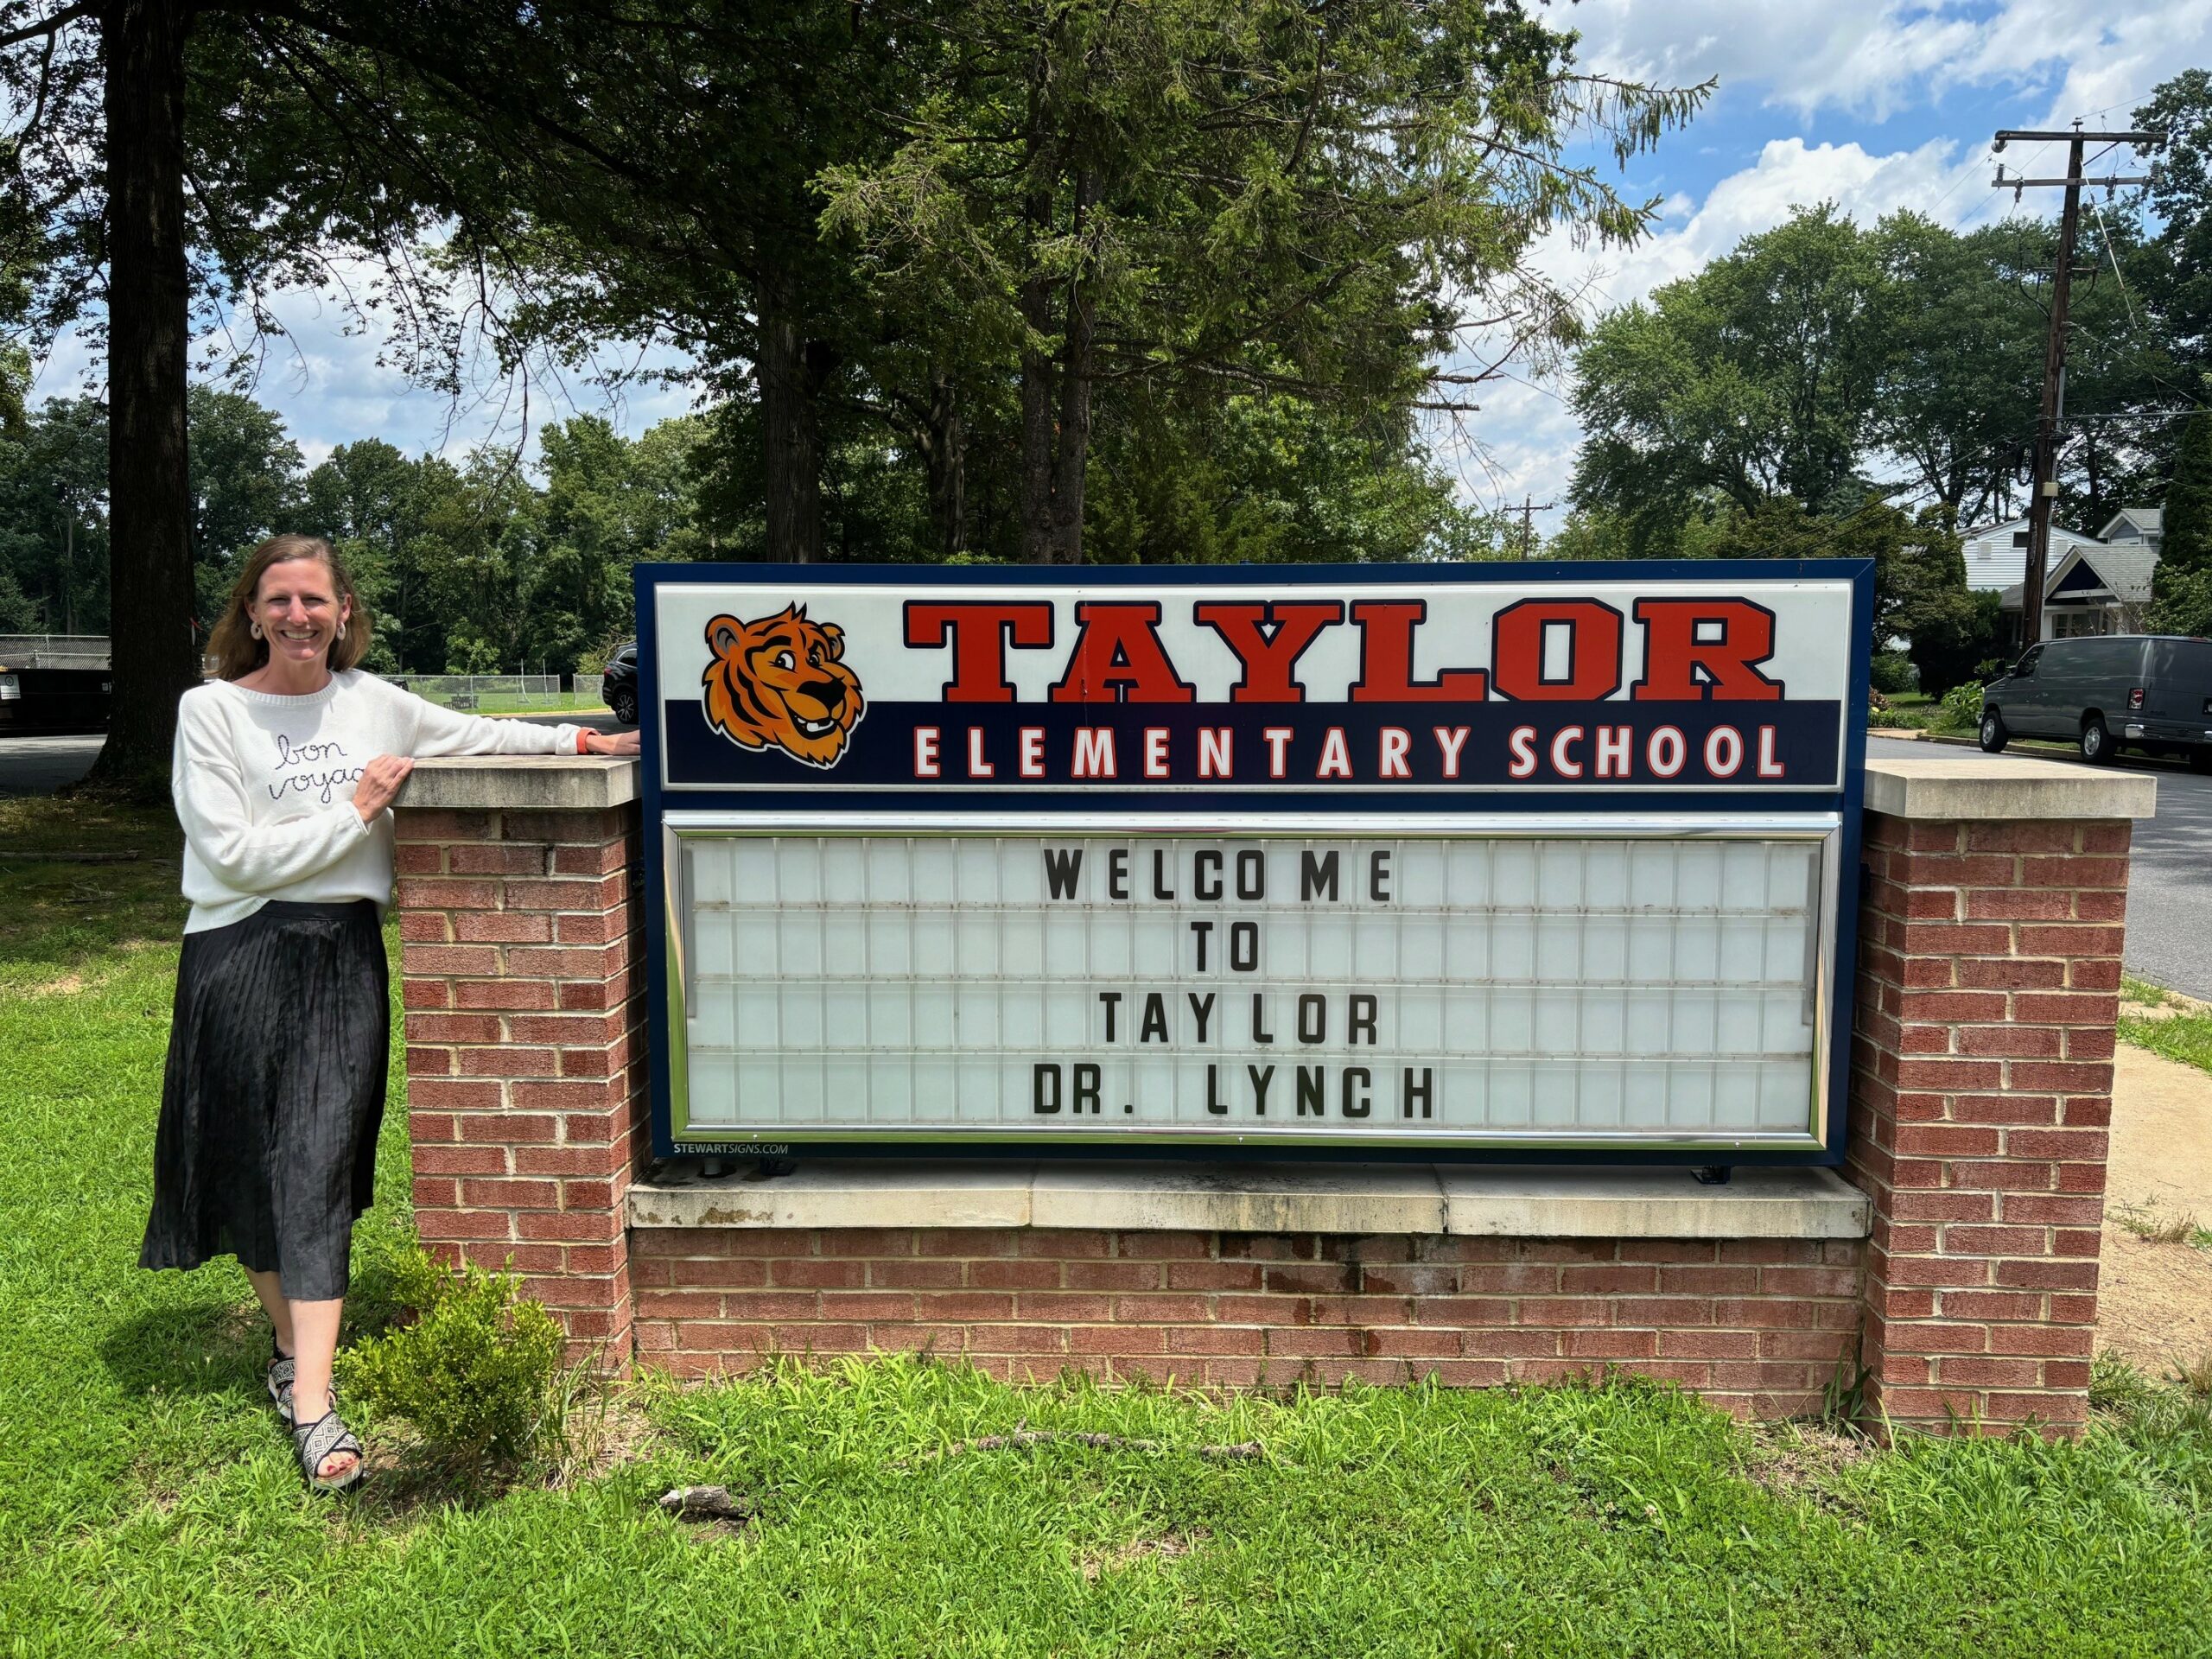 bon
voyag
TAYLOR
ELEMENTARY SCHOOL
WELCOME
TO
TAYLOR
DR. LYNCH
STEWARTSIGNS.COM